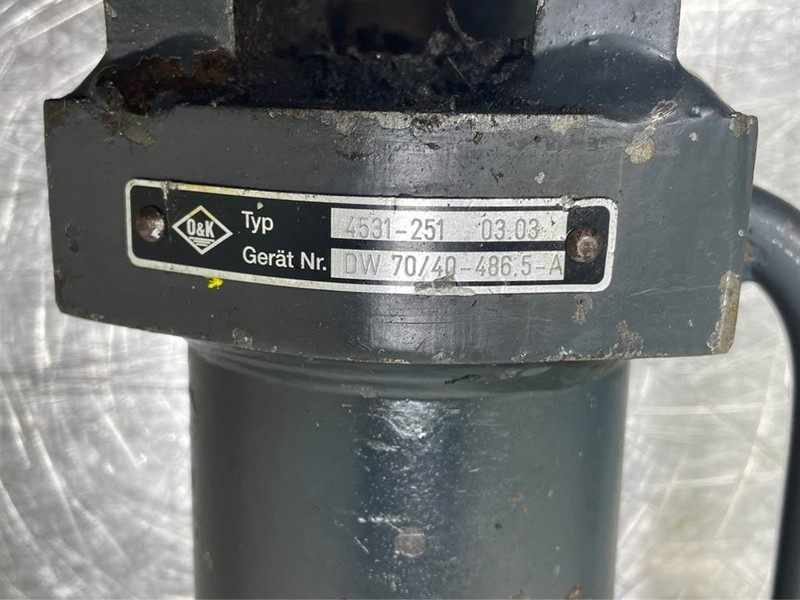 O&K
Typ 4531-251 03.03
Gerät Nr. DW 70/40-486.5-A